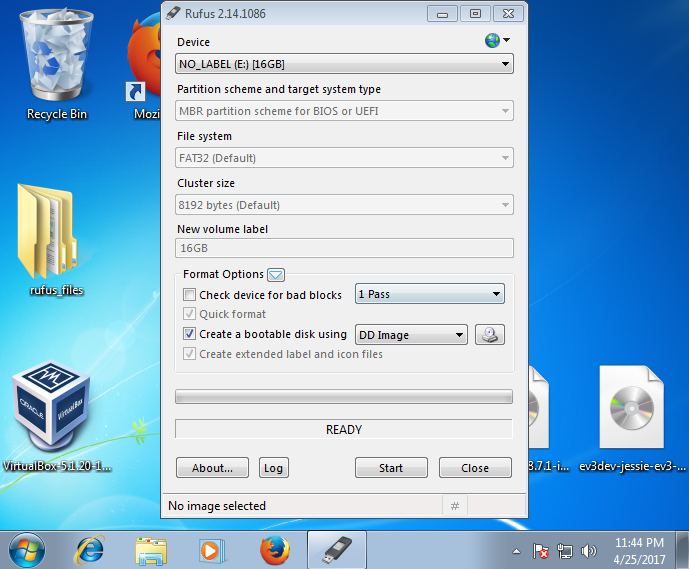 Rufus 2.14.1086
Device
NO_LABEL (E:) [16GB]
Partition scheme and target system type
MBR partition scheme for BIOS or UEFI
File system
FAT32 (Default)
Cluster size
8192 bytes (Default)
New volume label
16GB
Format Options
Check device for bad blocks
1 Pass
Quick format
Create a bootable disk using
DD Image
Create extended label and icon files
READY
About...
Log
Start
Close
No image selected
#
Recycle Bin
Mozi
rufus_files
ORACLE
VirtualBox
VirtualBox-5.1.20-1...
8.7.1-i...
ev3dev-jessie-ev3-...
11:44 PM
4/25/2017